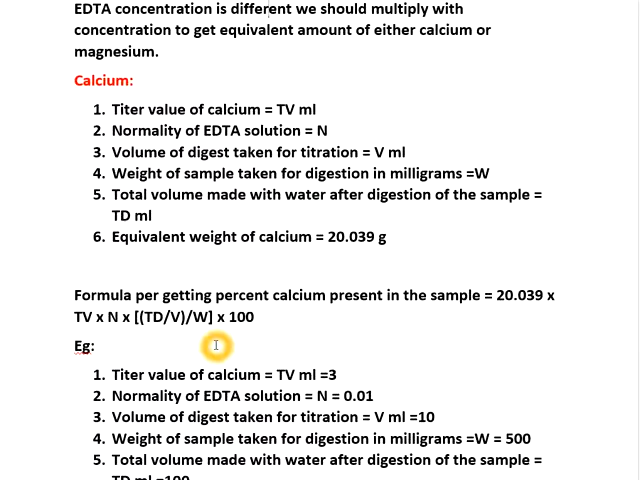 EDTA concentration is different we should multiply with
concentration to get equivalent amount of either calcium or
magnesium.
Calcium:
1. Titer value of calcium = TV ml
2. Normality of EDTA solution = N
3. Volume of digest taken for titration = V ml
4. Weight of sample taken for digestion in milligrams =W
5. Total volume made with water after digestion of the sample =
TD ml
6. Equivalent weight of calcium = 20.039 g
Formula per getting percent calcium present in the sample = 20.039 x
TV x N x [(TD/V)/W] x 100
Eg:
1. Titer value of calcium = TV ml =3
2. Normality of EDTA solution = N = 0.01
3. Volume of digest taken for titration = V ml =10
4. Weight of sample taken for digestion in milligrams =W = 500
5. Total volume made with water after digestion of the sample =
TD ml =100